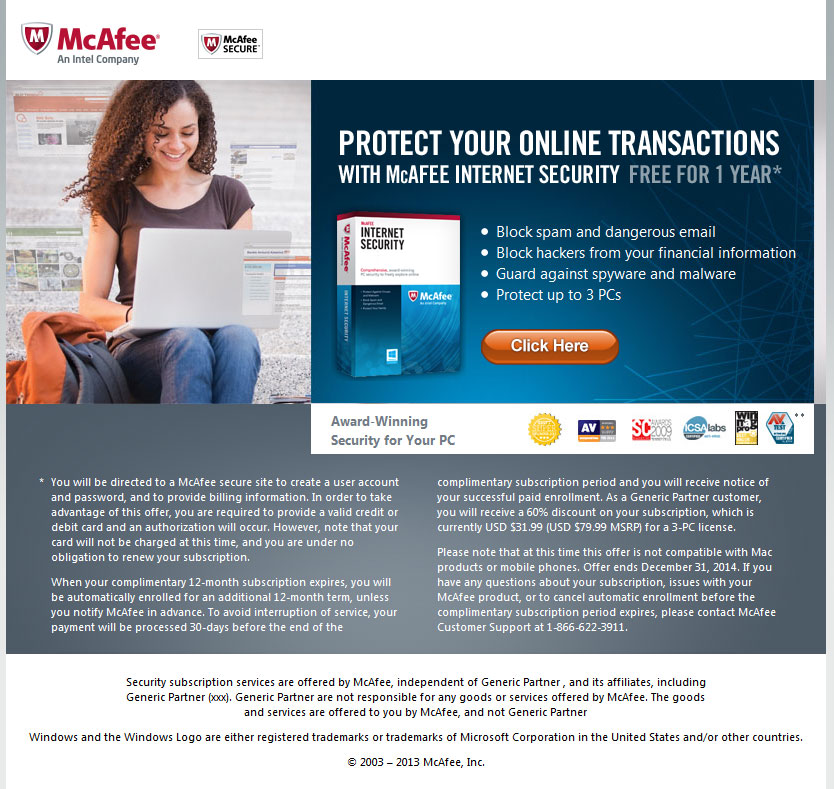 McAfee®
An Intel Company
McAfee
SECURE™
PROTECT YOUR ONLINE TRANSACTIONS
WITH McAFEE INTERNET SECURITY FREE FOR 1 YEAR*
McAfee
INTERNET
SECURITY
McAfee
INTERNET SECURITY
McAfee
An Intel Company
• Block spam and dangerous email
• Block hackers from your financial information
• Guard against spyware and malware
• Protect up to 3 PCs
Click Here
Award-Winning
Security for Your PC
AV
SC
2009
ICSA labs
AV
TEST
**
* You will be directed to a McAfee secure site to create a user account
and password, and to provide billing information. In order to take
advantage of this offer, you are required to provide a valid credit or
debit card and an authorization will occur. However, note that your
card will not be charged at this time, and you are under no
obligation to renew your subscription.
When your complimentary 12-month subscription expires, you will
be automatically enrolled for an additional 12-month term, unless
you notify McAfee in advance. To avoid interruption of service, your
payment will be processed 30-days before the end of the
complimentary subscription period and you will receive notice of
your successful paid enrollment. As a Generic Partner customer,
you will receive a 60% discount on your subscription, which is
currently USD $31.99 (USD $79.99 MSRP) for a 3-PC license.
Please note that at this time this offer is not compatible with Mac
products or mobile phones. Offer ends December 31, 2014. If you
have any questions about your subscription, issues with your
McAfee product, or to cancel automatic enrollment before the
complimentary subscription period expires, please contact McAfee
Customer Support at 1-866-622-3911.
Security subscription services are offered by McAfee, independent of Generic Partner , and its affiliates, including
Generic Partner (xxx). Generic Partner are not responsible for any goods or services offered by McAfee. The goods
and services are offered to you by McAfee, and not Generic Partner
Windows and the Windows Logo are either registered trademarks or trademarks of Microsoft Corporation in the United States and/or other countries.
© 2003 – 2013 McAfee, Inc.